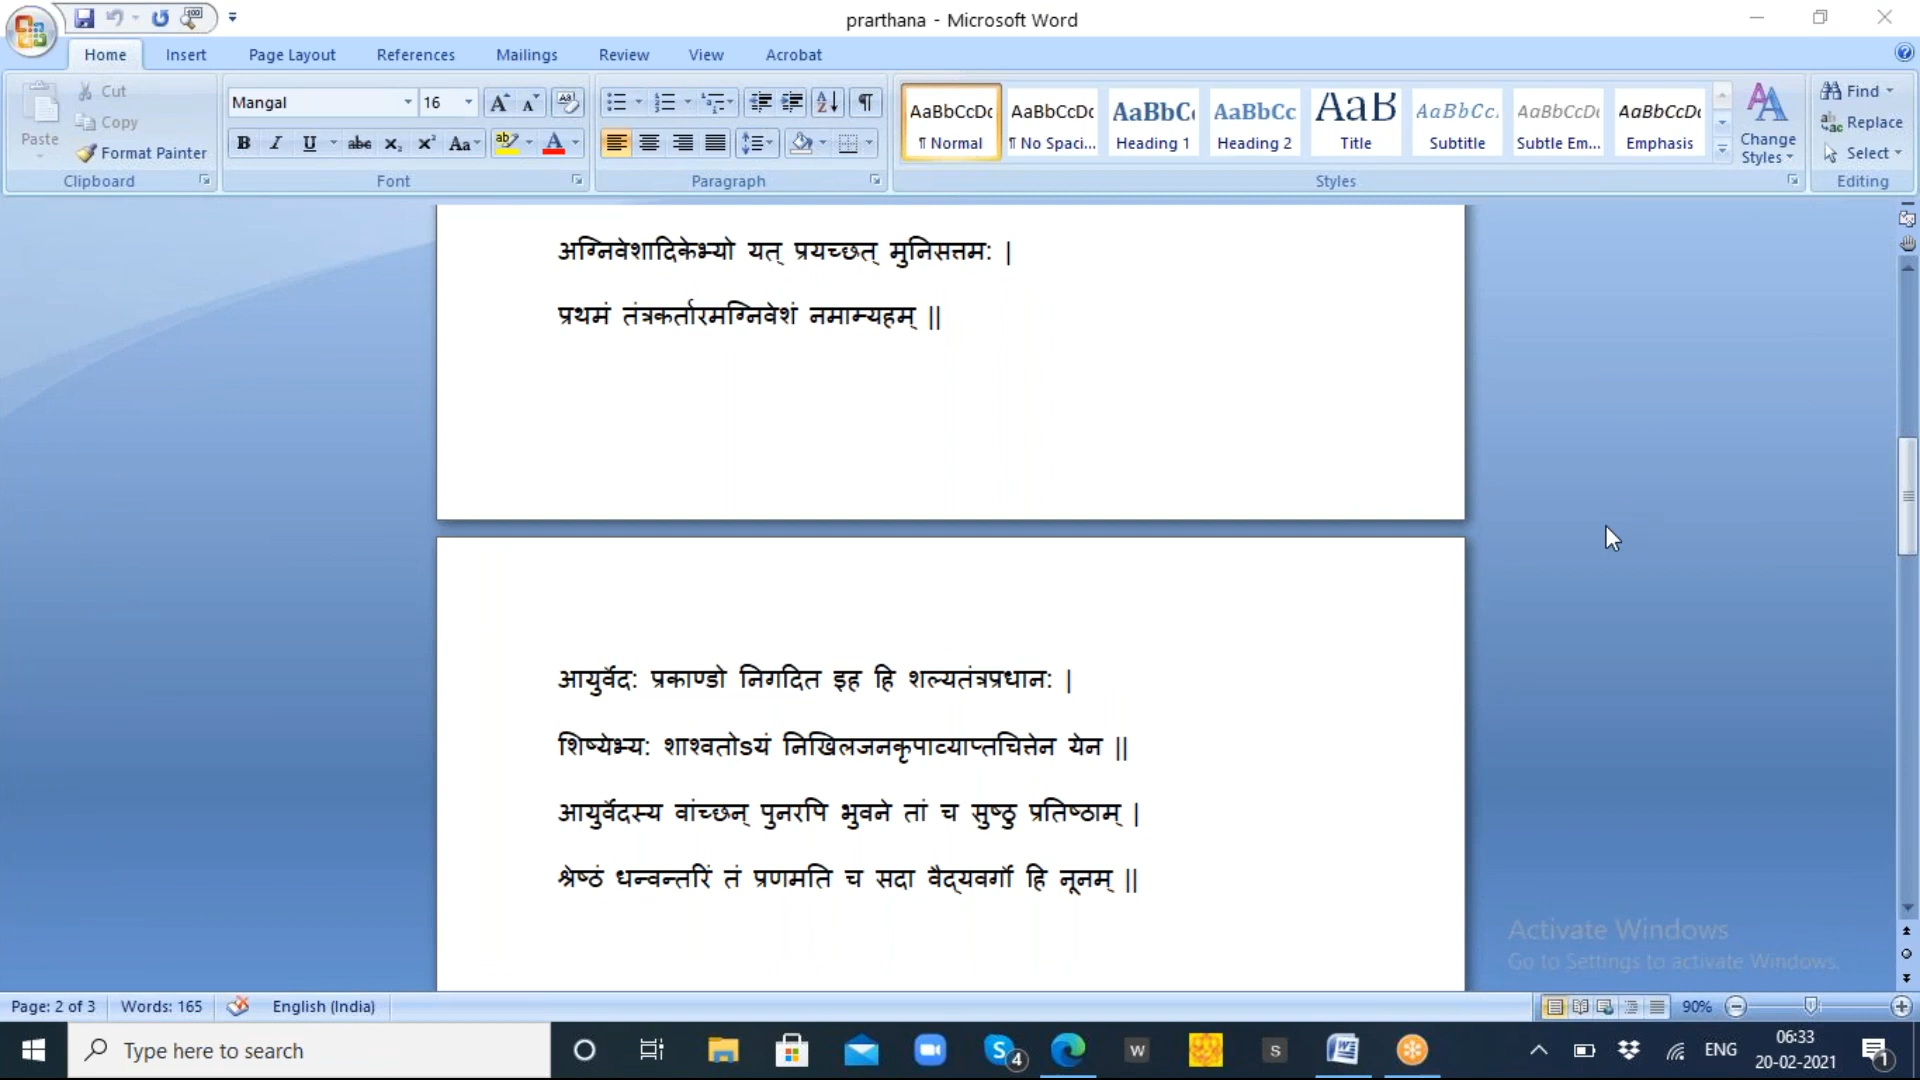 prarthana - Microsoft Word
Home Insert Page Layout References Mailings Review View Acrobat
Paste Cut Copy Format Painter
Mangal 16
AaBbCcDc AaBbCcDc AaBbC AaBbCc AaB AaBbCc. AaBbCcDc AaBbCcDc
¶ Normal ¶ No Spaci... Heading 1 Heading 2 Title Subtitle Subtle Em... Emphasis
Change Styles
Find Replace Select
Clipboard Font Paragraph Styles Editing
अग्निवेशादिकेभ्यो यत् प्रयच्छत् मुनिसत्तम: |
प्रथमं तंत्रकर्तारमग्निवेशं नमाम्यहम् ||
आयुर्वेद: प्रकाण्डो निगदित इह हि शल्यतंत्रप्रधान: |
शिष्येभ्य: शाश्वतोऽयं निखिलजनकृपाव्याप्तचित्तेन येन ||
आयुर्वेदस्य वांच्छन् पुनरपि भुवने तां च सुष्ठु प्रतिष्ठाम् |
श्रेष्ठं धन्वन्तरिं तं प्रणमति च सदा वैद्यवर्गो हि नूनम् ||
Activate Windows
Go to Settings to activate Windows.
Page: 2 of 3 Words: 165 English (India) 90%
Type here to search
4 W S ENG 06:33
20-02-2021 1